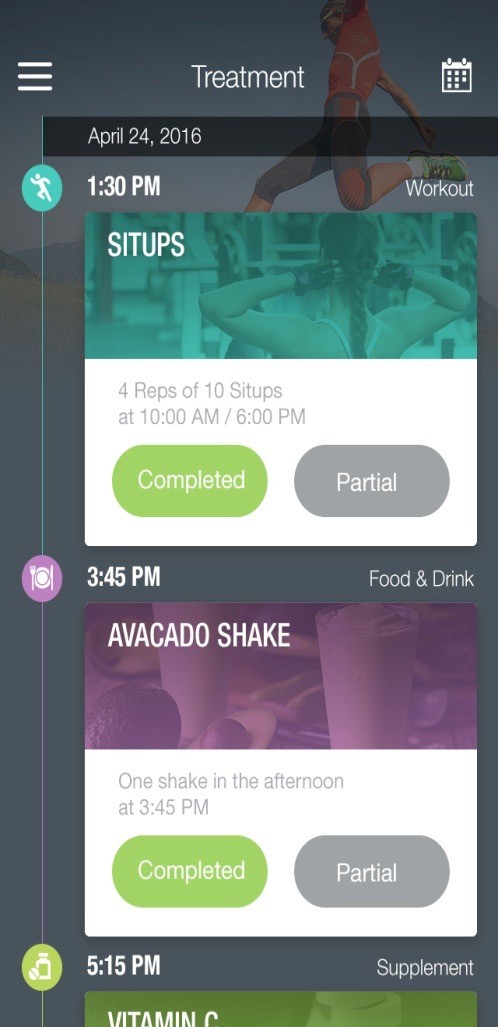 Treatment
April 24, 2016
1:30 PM
Workout
SITUPS
4 Reps of 10 Situps
at 10:00 AM / 6:00 PM
Completed
Partial
3:45 PM
Food & Drink
AVACADO SHAKE
One shake in the afternoon
at 3:45 PM
Completed
Partial
5:15 PM
Supplement
VITAMIN C